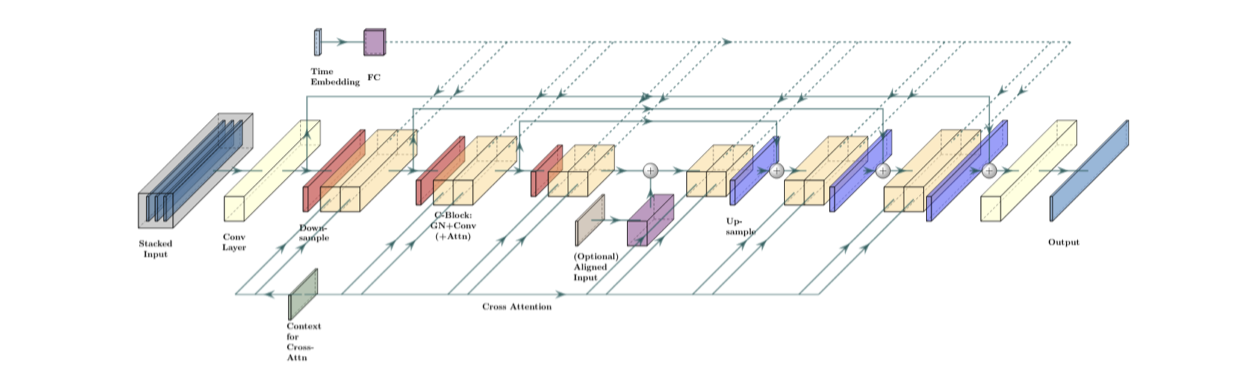 Time
Embedding
FC
Stacked
Input
Conv
Layer
Down-
sample
C-Block:
GN+Conv
(+Attn)
(Optional)
Aligned
Input
Up-
sample
Output
Cross Attention
Context
for
Cross-
Attn